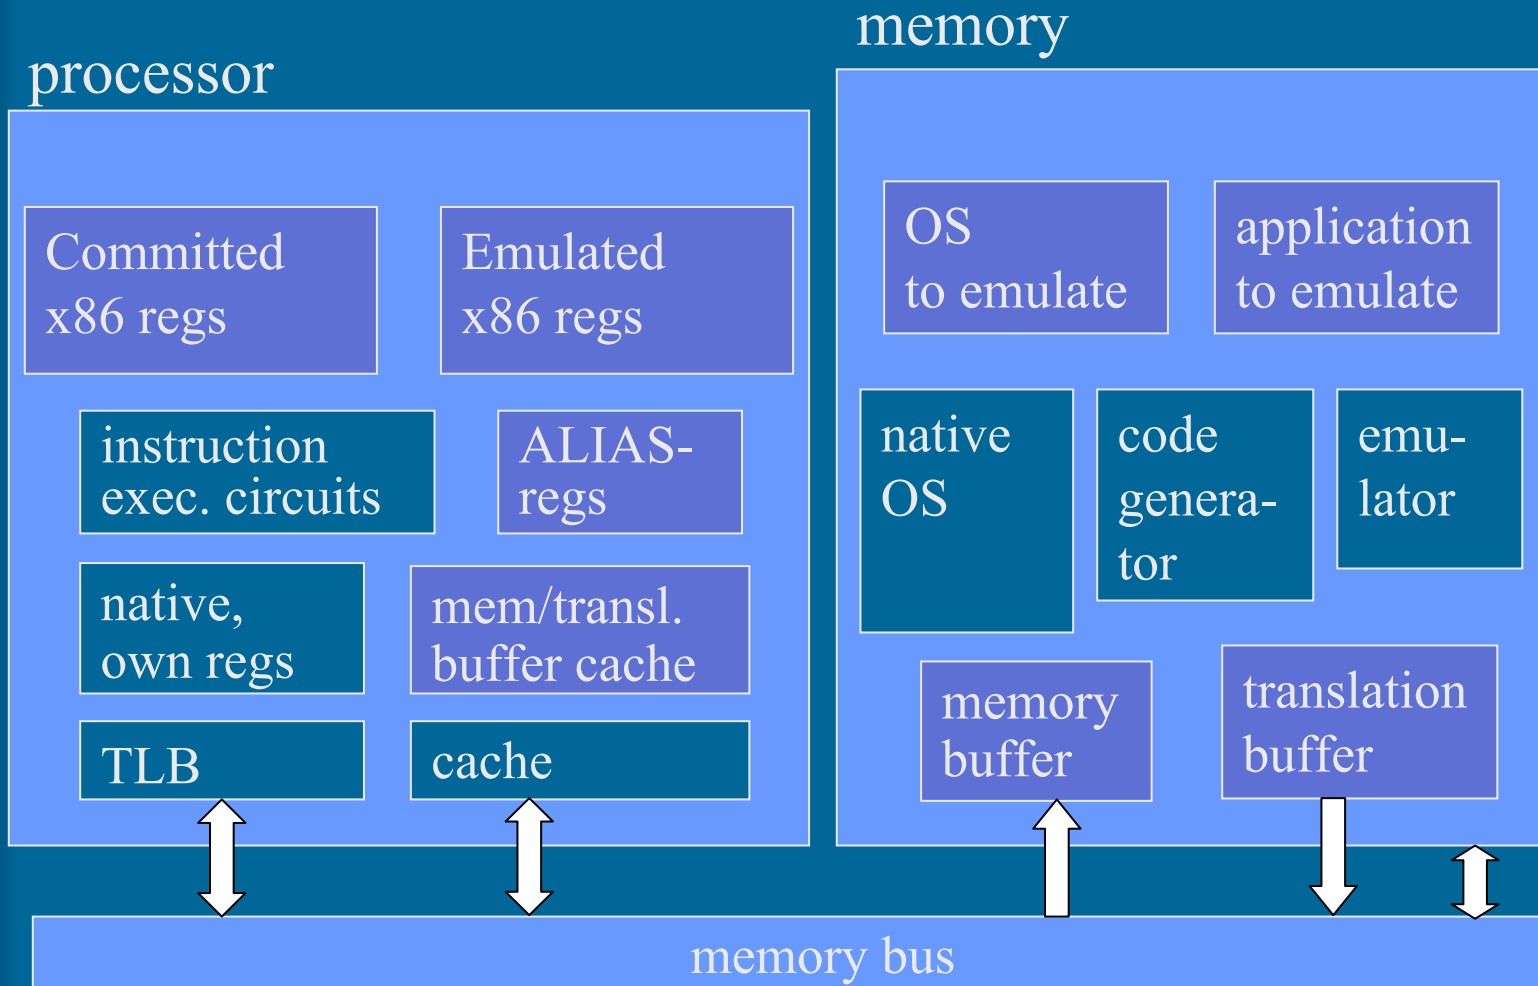 processor
Committed
x86 regs
Emulated
x86 regs
instruction
exec. circuits
ALIAS-
regs
native,
own regs
mem/transl.
buffer cache
TLB
cache
memory
OS
to emulate
application
to emulate
native
OS
code
genera-
tor
emu-
lator
memory
buffer
translation
buffer
memory bus